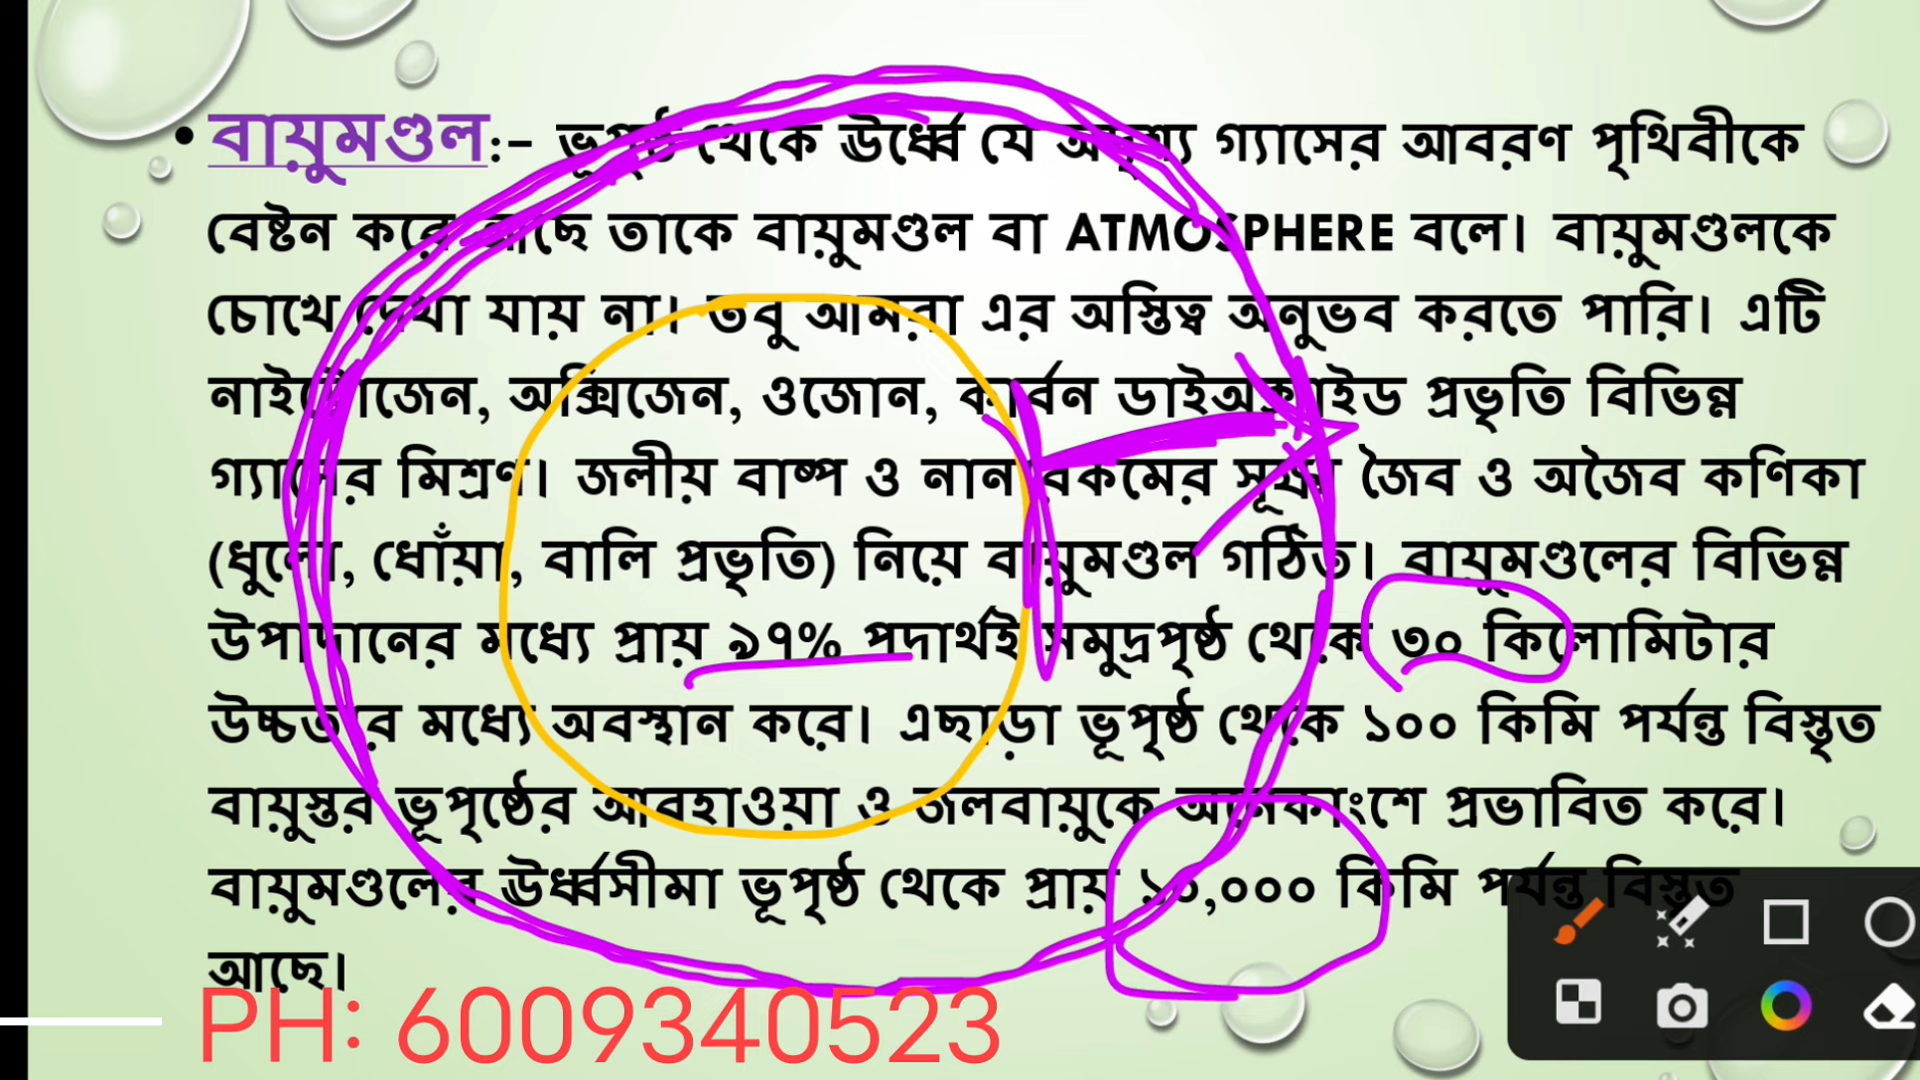 • বায়ুমণ্ডল:– ভূপৃষ্ঠ থেকে ঊর্ধ্বে যে অদৃশ্য গ্যাসের আবরণ পৃথিবীকে
বেষ্টন করে আছে তাকে বায়ুমণ্ডল বা ATMOSPHERE বলে। বায়ুমণ্ডলকে
চোখে দেখা যায় না। তবু আমরা এর অস্তিত্ব অনুভব করতে পারি। এটি
নাইট্রোজেন, অক্সিজেন, ওজোন, কার্বন ডাইঅক্সাইড প্রভৃতি বিভিন্ন
গ্যাসের মিশ্রণ। জলীয় বাষ্প ও নানা রকমের সূক্ষ্ম জৈব ও অজৈব কণিকা
(ধুলো, ধোঁয়া, বালি প্রভৃতি) নিয়ে বায়ুমণ্ডল গঠিত। বায়ুমণ্ডলের বিভিন্ন
উপাদানের মধ্যে প্রায় ৯৭% পদার্থই সমুদ্রপৃষ্ঠ থেকে ৩০ কিলোমিটার
উচ্চতার মধ্যে অবস্থান করে। এছাড়া ভূপৃষ্ঠ থেকে ১০০ কিমি পর্যন্ত বিস্তৃত
বায়ুস্তর ভূপৃষ্ঠের আবহাওয়া ও জলবায়ুকে অনেকাংশে প্রভাবিত করে।
বায়ুমণ্ডলের ঊর্ধ্বসীমা ভূপৃষ্ঠ থেকে প্রায় ১০,০০০ কিমি পর্যন্ত বিস্তৃত
আছে।
PH: 6009340523